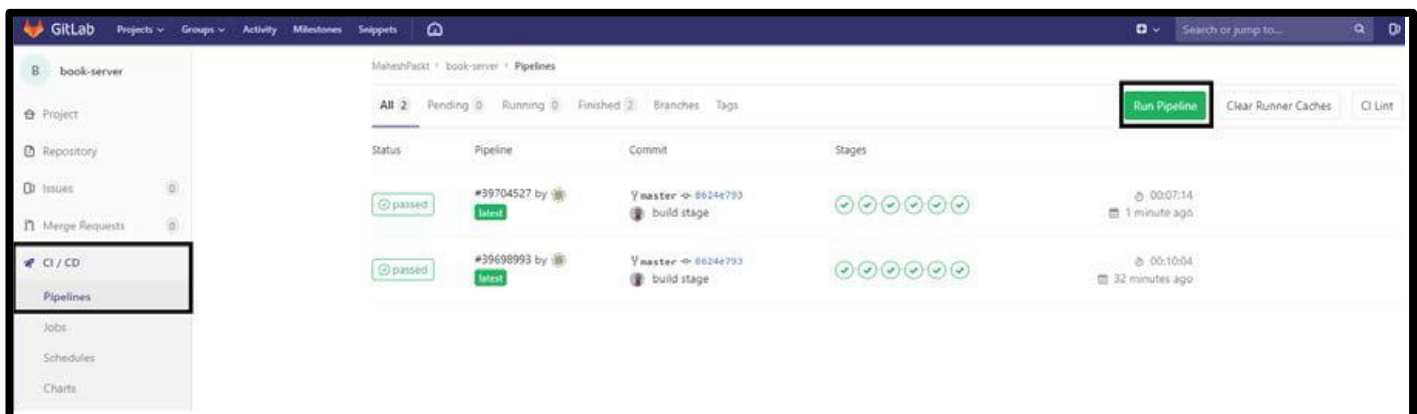 GitLab Projects Groups Activity Milestones Snippets Search or jump to...
B book-server
Project
Repository
Issues 0
Merge Requests 0
CI / CD
Pipelines
Jobs
Schedules
Charts
MaheshPackt book-server Pipelines
All 2 Pending 0 Running 0 Finished 2 Branches Tags Run Pipeline Clear Runner Caches CI Lint
Status Pipeline Commit Stages
passed #39704527 by latest master 8624e793 build stage 00:07:14 1 minute ago
passed #39698993 by latest master 8624e793 build stage 00:10:04 32 minutes ago